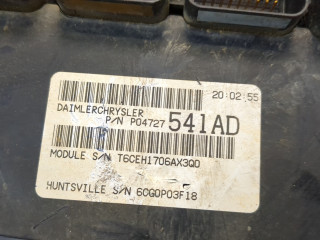 20:02:55
DAIMLERCHRYSLER
P/N P04727 541AD
MODULE S/N T6CEH1706AX3Q0
HUNTSVILLE S/N 6CG0P03F18